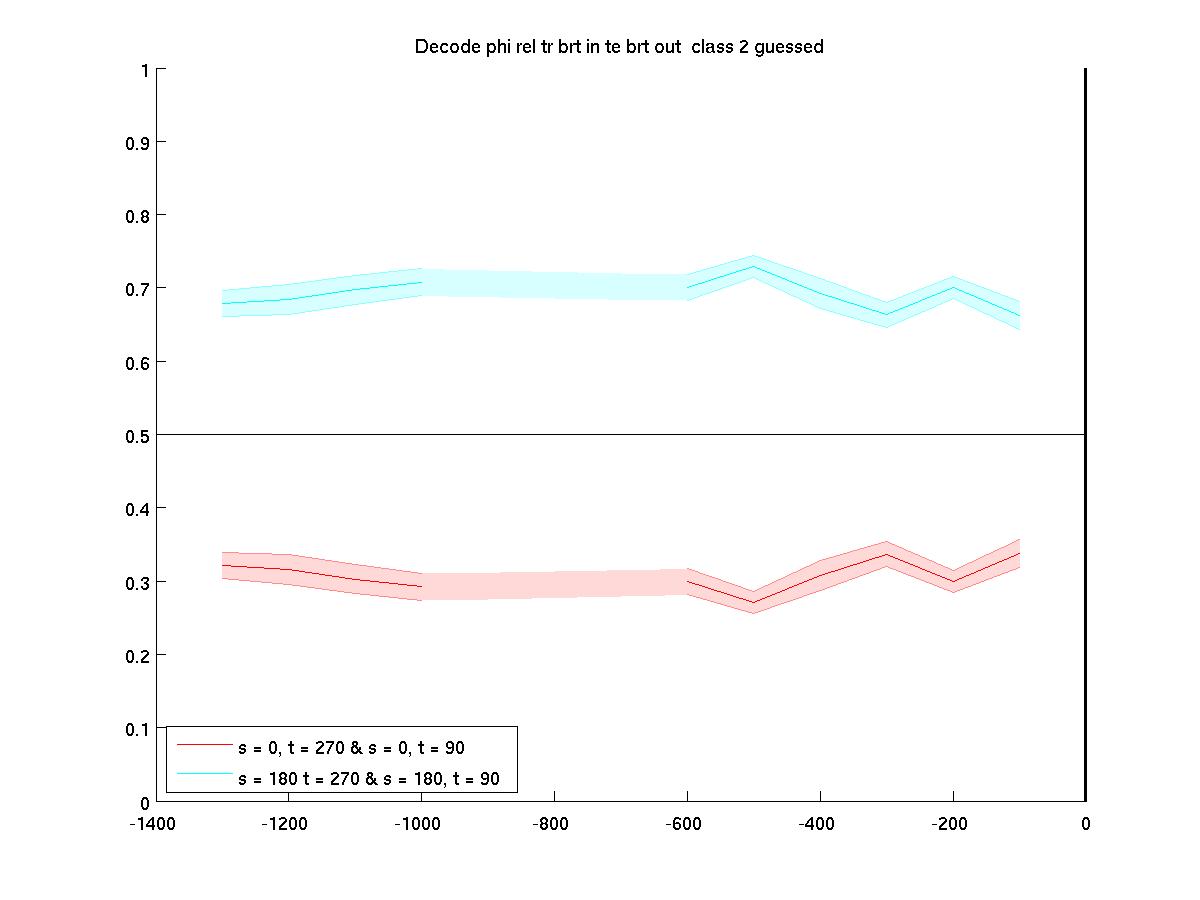 Decode phi rel tr brt in te brt out  class 2 guessed
1
0.9
0.8
0.7
0.6
0.5
0.4
0.3
0.2
0.1
0
s = 0, t = 270 & s = 0, t = 90
s = 180 t = 270 & s = 180, t = 90
-1400 -1200 -1000 -800 -600 -400 -200 0